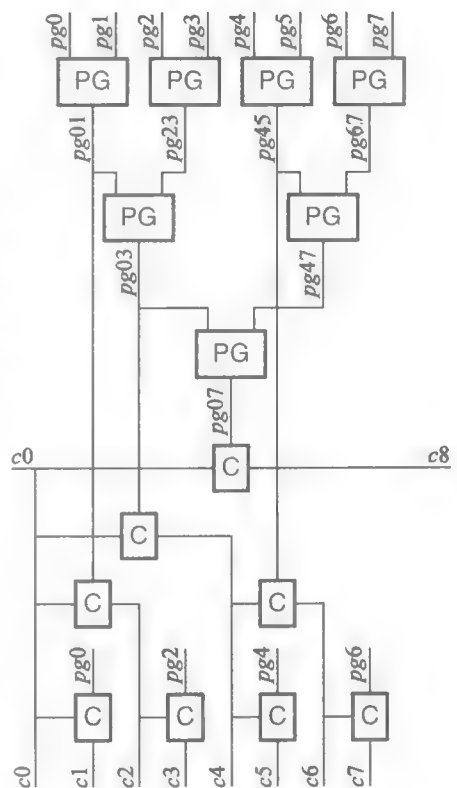 pg0 pg1 pg2 pg3 pg4 pg5 pg6 pg7
PG PG PG PG
pg01 pg23 pg45 pg67
PG PG
pg03 pg47
PG
pg07
c0 C c8
C
C C
pg0 pg2 pg4 pg6
C C C C
c0 c1 c2 c3 c4 c5 c6 c7